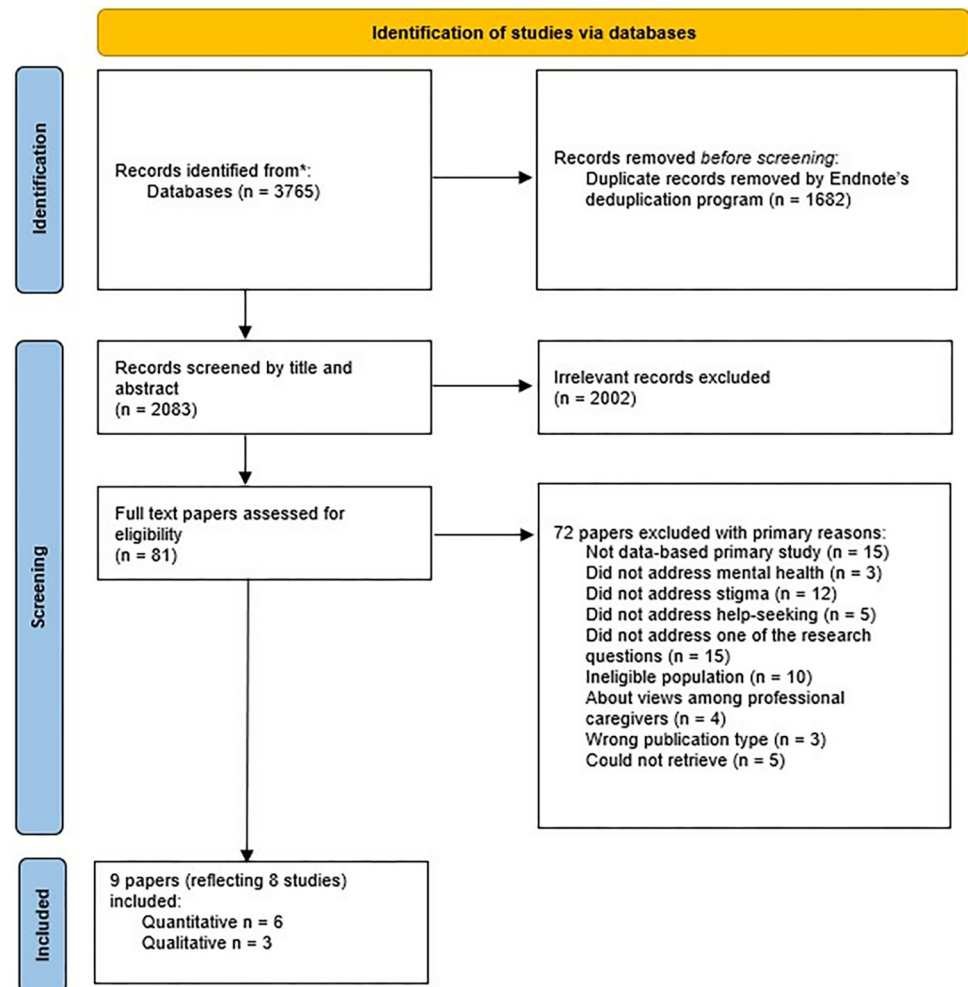 Identification of studies via databases
Identification
Records identified from*:
Databases (n = 3765)
Records removed before screening:
Duplicate records removed by Endnote's
deduplication program (n = 1682)
Screening
Records screened by title and
abstract
(n = 2083)
Irrelevant records excluded
(n = 2002)
Full text papers assessed for
eligibility
(n = 81)
72 papers excluded with primary reasons:
Not data-based primary study (n = 15)
Did not address mental health (n = 3)
Did not address stigma (n = 12)
Did not address help-seeking (n = 5)
Did not address one of the research
questions (n = 15)
Ineligible population (n = 10)
About views among professional
caregivers (n = 4)
Wrong publication type (n = 3)
Could not retrieve (n = 5)
Included
9 papers (reflecting 8 studies)
included:
Quantitative n = 6
Qualitative n = 3